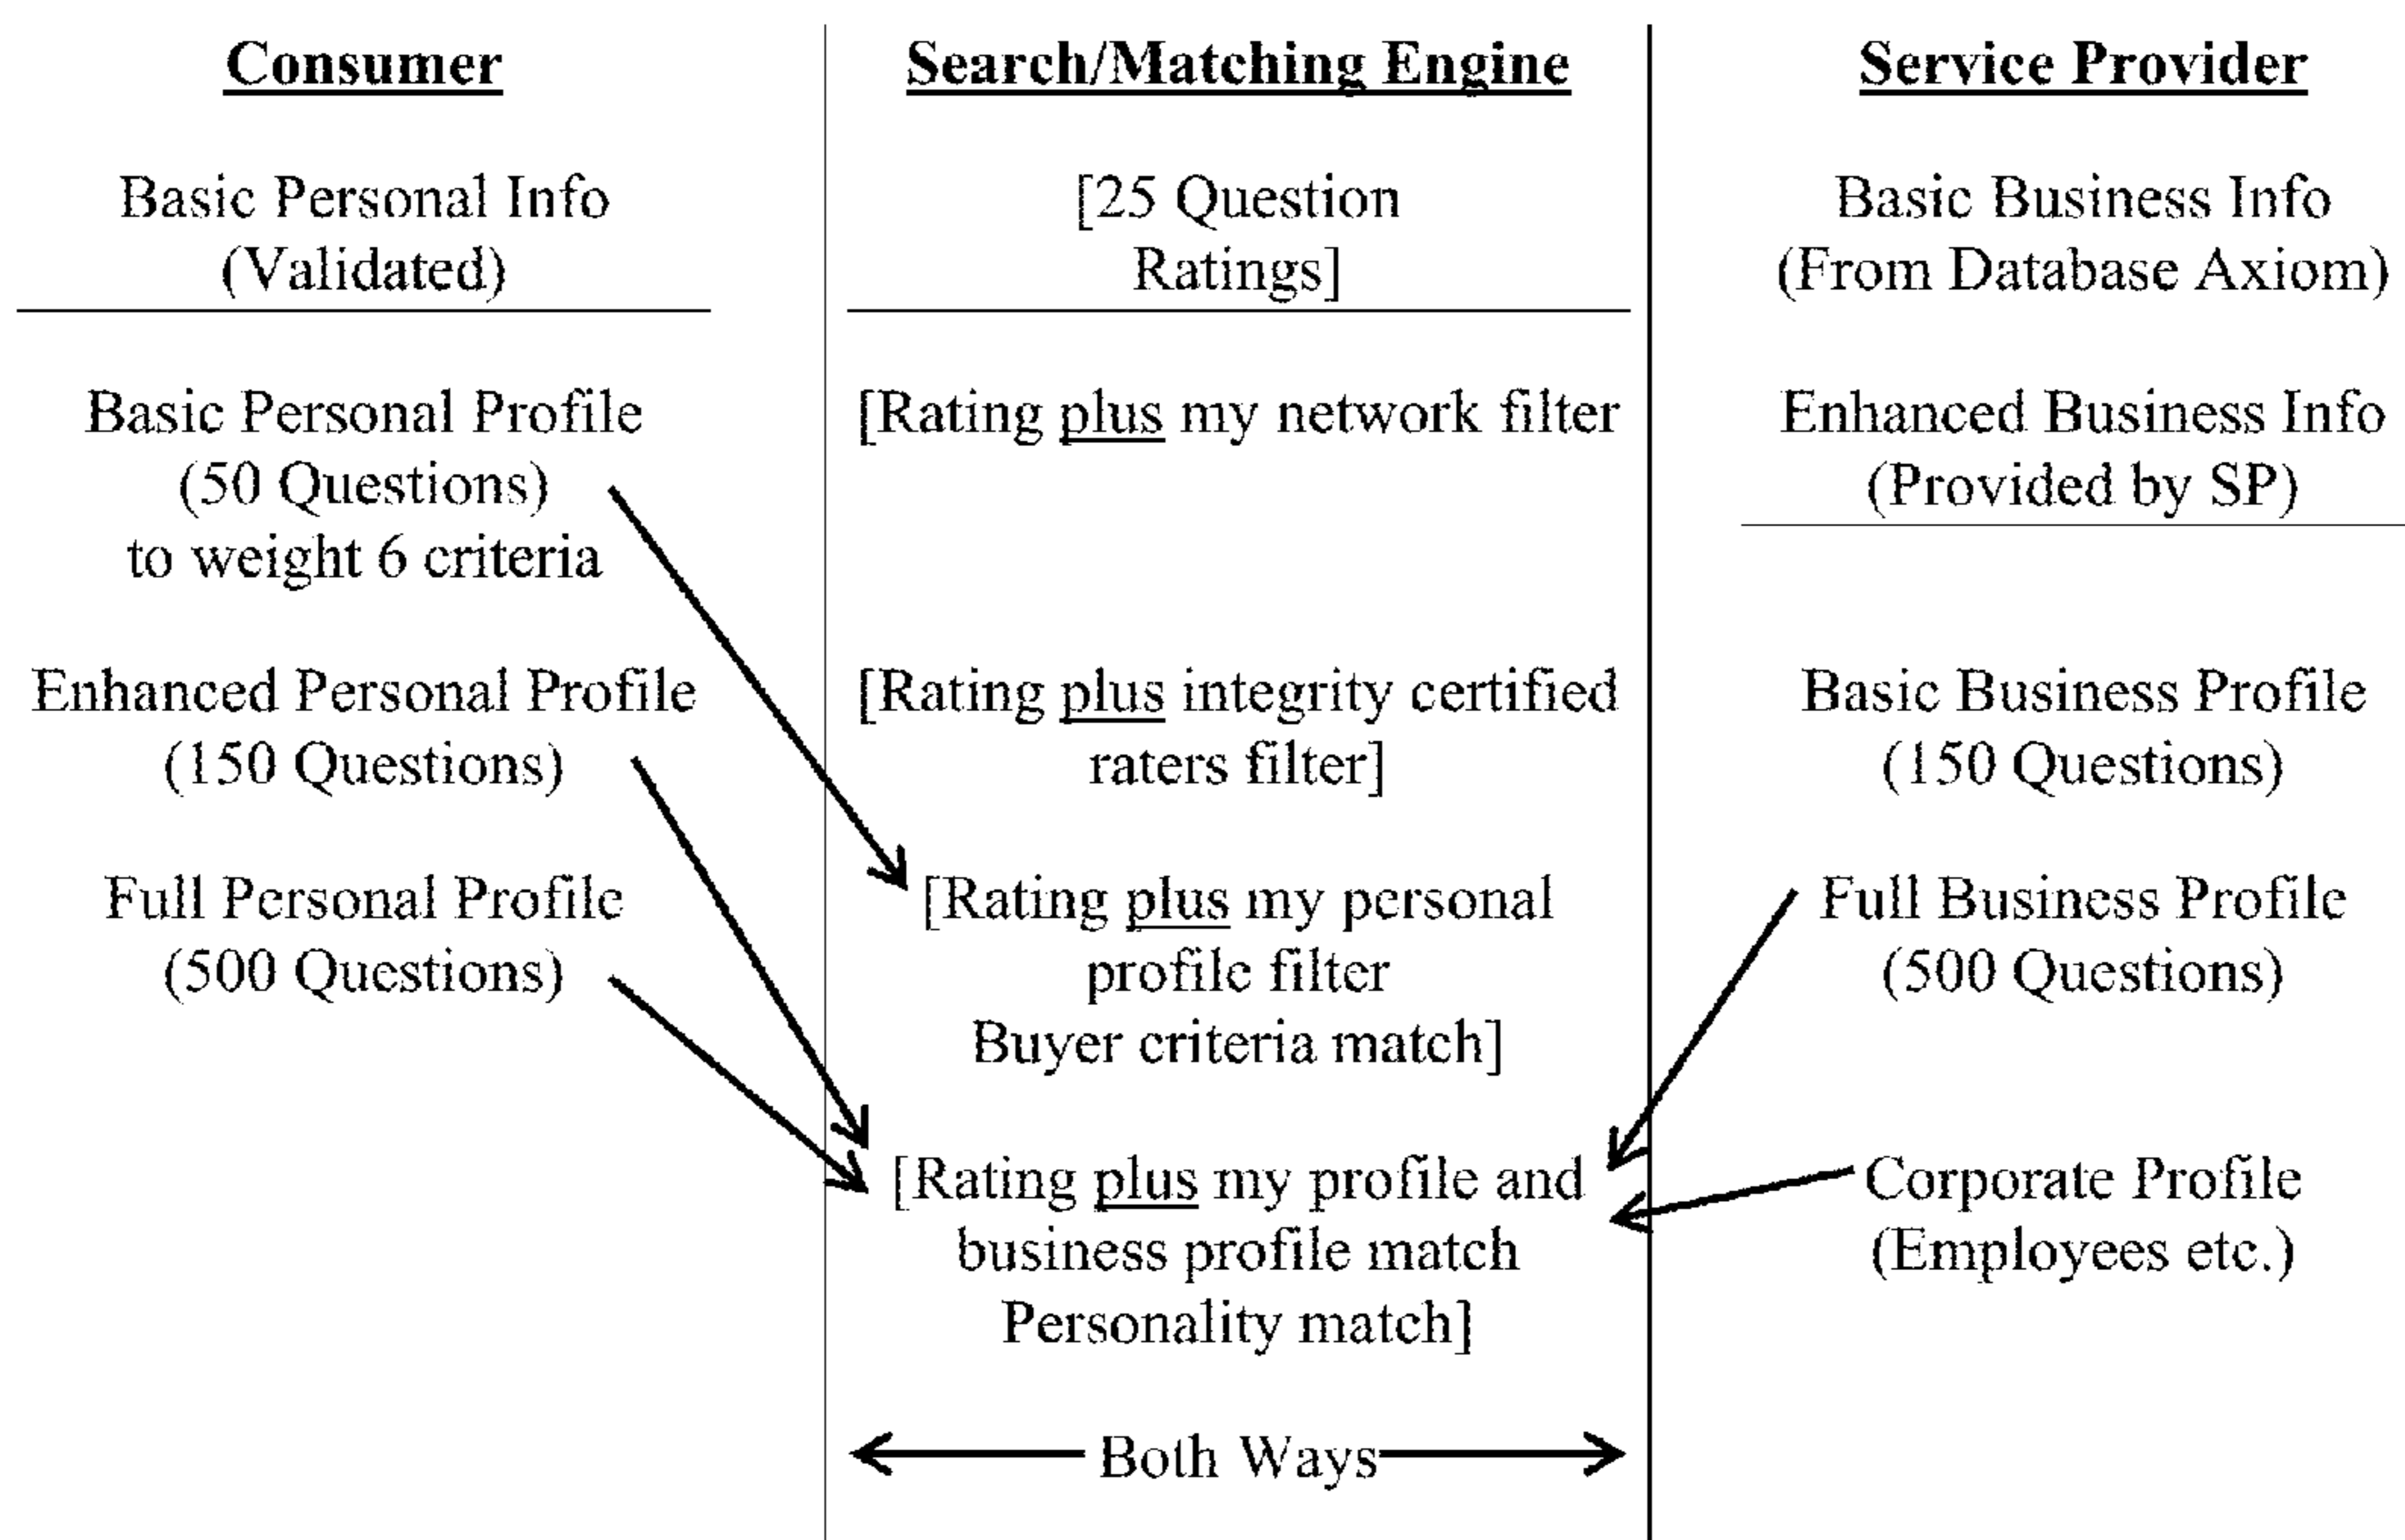 Consumer
Basic Personal Info
(Validated)
Basic Personal Profile
(50 Questions)
to weight 6 criteria
Enhanced Personal Profile
(150 Questions)
Full Personal Profile
(500 Questions)
Search/Matching Engine
[25 Question
Ratings]
[Rating plus my network filter
[Rating plus integrity certified
raters filter]
[Rating plus my personal
profile filter
Buyer criteria match]
[Rating plus my profile and
business profile match
Personality match]
Both Ways
Service Provider
Basic Business Info
(From Database Axiom)
Enhanced Business Info
(Provided by SP)
Basic Business Profile
(150 Questions)
Full Business Profile
(500 Questions)
Corporate Profile
(Employees etc.)